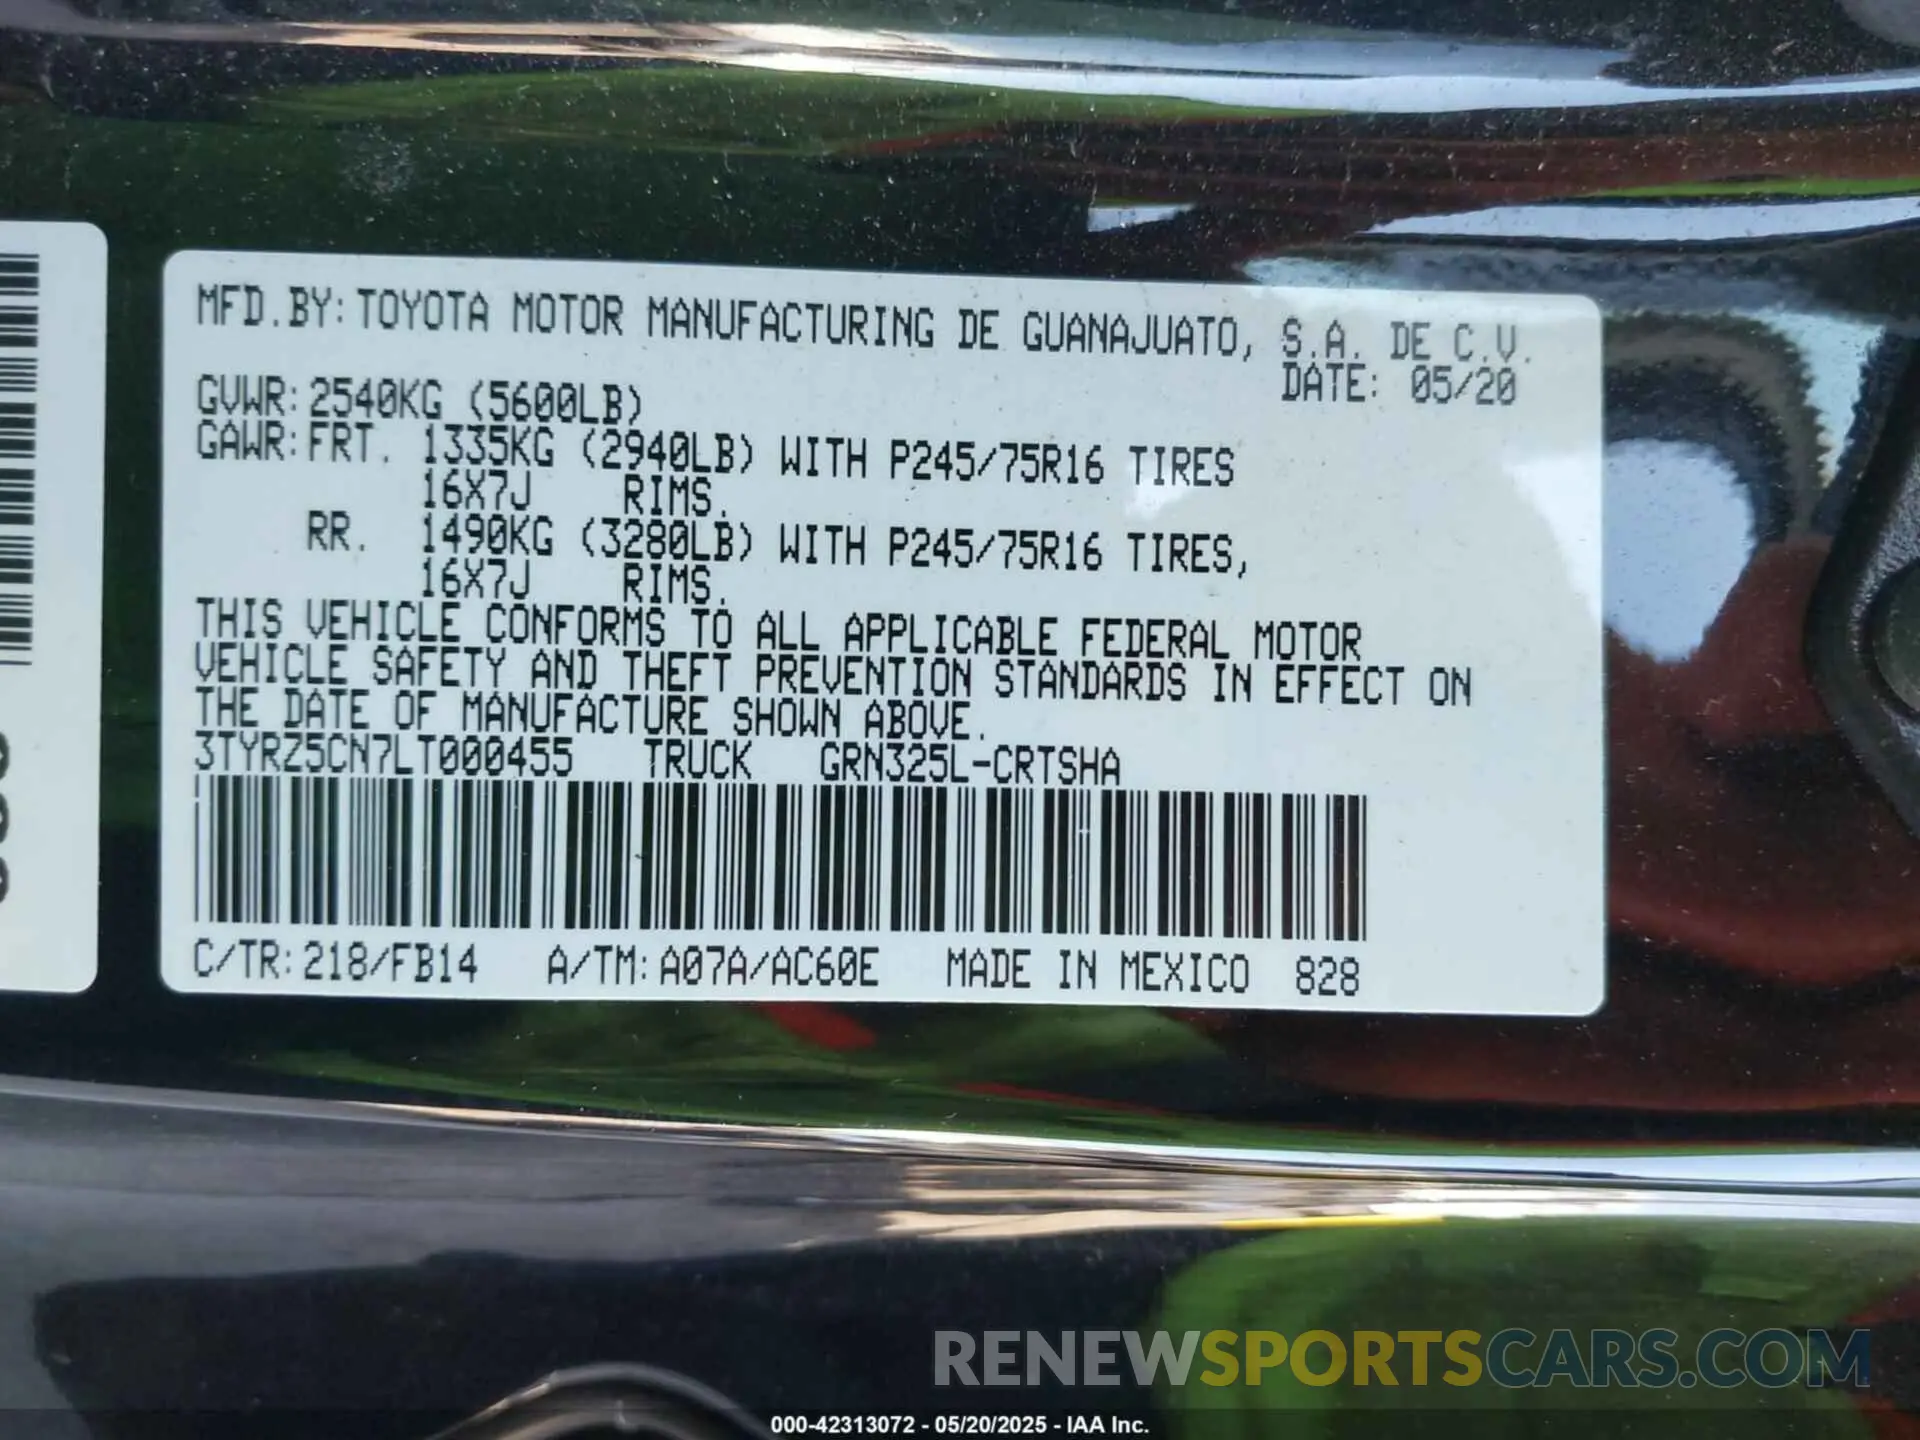 MFD.BY: TOYOTA MOTOR MANUFACTURING DE GUANAJUATO, S.A. DE C.V.
DATE: 05/20
GVWR: 2540KG (5600LB)
GAWR: FRT. 1335KG (2940LB) WITH P245/75R16 TIRES
16X7J RIMS.
RR. 1490KG (3280LB) WITH P245/75R16 TIRES,
16X7J RIMS.
THIS VEHICLE CONFORMS TO ALL APPLICABLE FEDERAL MOTOR
VEHICLE SAFETY AND THEFT PREVENTION STANDARDS IN EFFECT ON
THE DATE OF MANUFACTURE SHOWN ABOVE.
3TYRZ5CN7LT000455 TRUCK GRN325L-CRTSHA
C/TR: 218/FB14 A/TM: A07A/AC60E MADE IN MEXICO 828
RENEWSPORTSCARS.COM
000-42313072 - 05/20/2025 - IAA Inc.